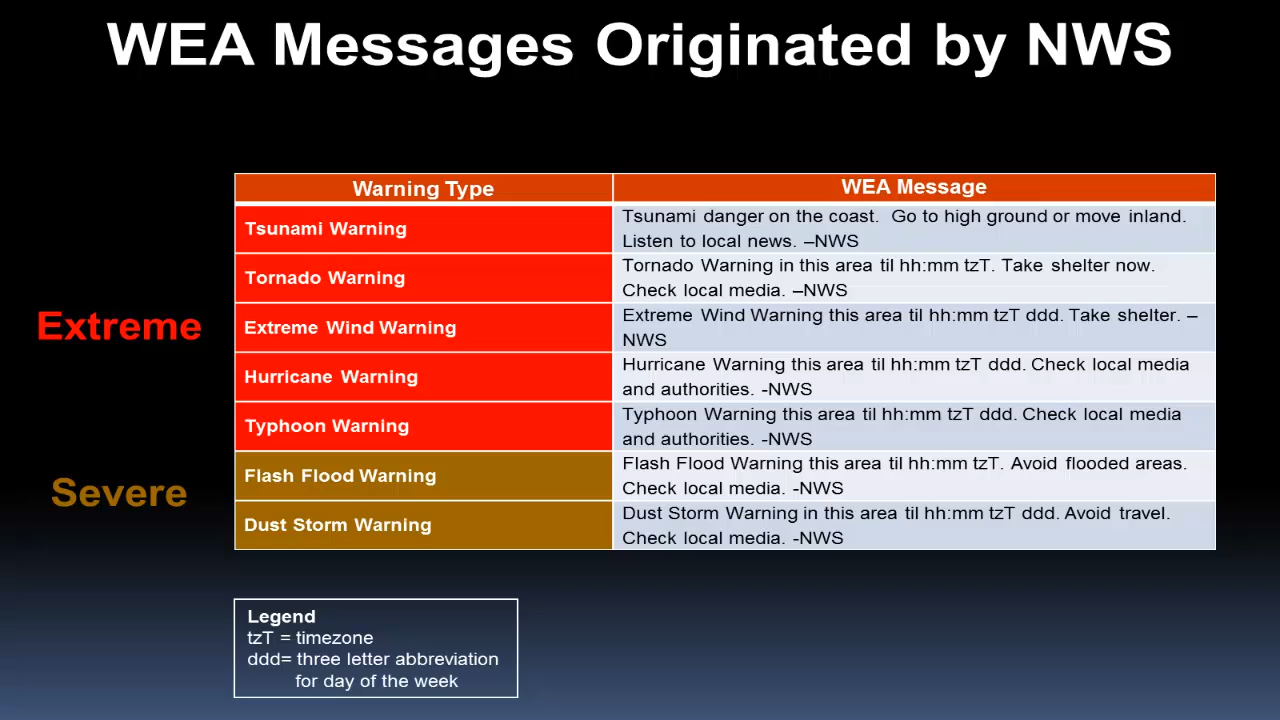 WEA Messages Originated by NWS
Warning Type
WEA Message
Tsunami Warning
Tsunami danger on the coast.  Go to high ground or move inland.
Listen to local news. –NWS
Tornado Warning
Tornado Warning in this area til hh:mm tzT. Take shelter now.
Check local media. –NWS
Extreme
Extreme Wind Warning
Extreme Wind Warning this area til hh:mm tzT ddd. Take shelter. –
NWS
Hurricane Warning
Hurricane Warning this area til hh:mm tzT ddd. Check local media
and authorities. -NWS
Typhoon Warning
Typhoon Warning this area til hh:mm tzT ddd. Check local media
and authorities. -NWS
Severe
Flash Flood Warning
Flash Flood Warning this area til hh:mm tzT. Avoid flooded areas.
Check local media. -NWS
Dust Storm Warning
Dust Storm Warning in this area til hh:mm tzT ddd. Avoid travel.
Check local media. -NWS
Legend
tzT = timezone
ddd= three letter abbreviation
for day of the week